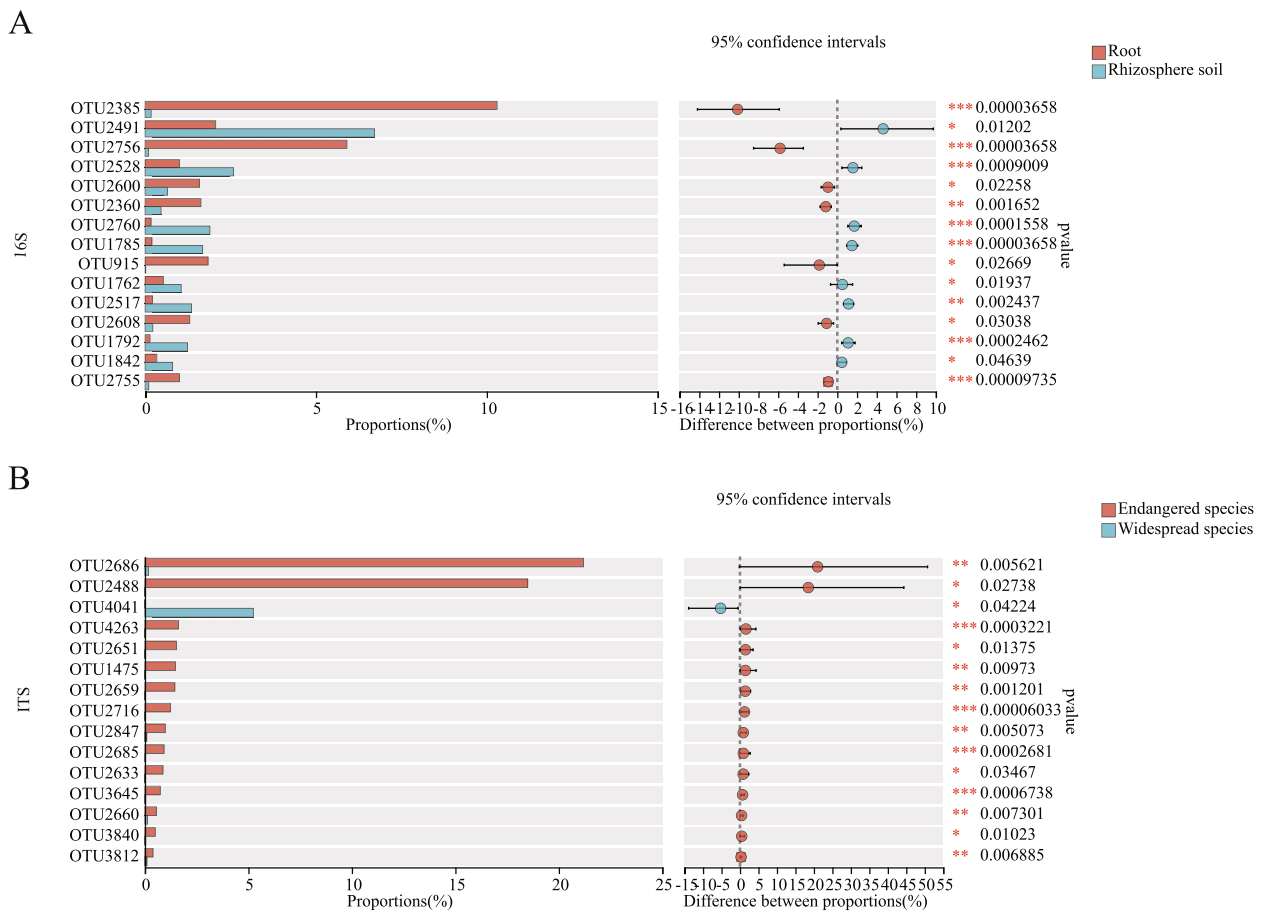 A
95% confidence intervals
Root
Rhizosphere soil
16S
OTU2385 *** 0.00003658
OTU2491 * 0.01202
OTU2756 *** 0.00003658
OTU2528 *** 0.0009009
OTU2600 * 0.02258
OTU2360 ** 0.001652
OTU2760 *** 0.0001558
OTU1785 *** 0.00003658
OTU915 * 0.02669
OTU1762 * 0.01937
OTU2517 ** 0.002437
OTU2608 * 0.03038
OTU1792 *** 0.0002462
OTU1842 * 0.04639
OTU2755 *** 0.00009735
pvalue
0 5 10 15 -16 -14 -12 -10 -8 -6 -4 -2 0 2 4 6 8 10
Proportions(%) Difference between proportions(%)
B
95% confidence intervals
Endangered species
Widespread species
ITS
OTU2686 ** 0.005621
OTU2488 * 0.02738
OTU4041 * 0.04224
OTU4263 *** 0.0003221
OTU2651 * 0.01375
OTU1475 ** 0.00973
OTU2659 ** 0.001201
OTU2716 *** 0.00006033
OTU2847 ** 0.005073
OTU2685 *** 0.0002681
OTU2633 * 0.03467
OTU3645 *** 0.0006738
OTU2660 ** 0.007301
OTU3840 * 0.01023
OTU3812 ** 0.006885
pvalue
0 5 10 15 20 25 -15 -10 -5 0 5 10 15 20 25 30 35 40 45 50 55
Proportions(%) Difference between proportions(%)